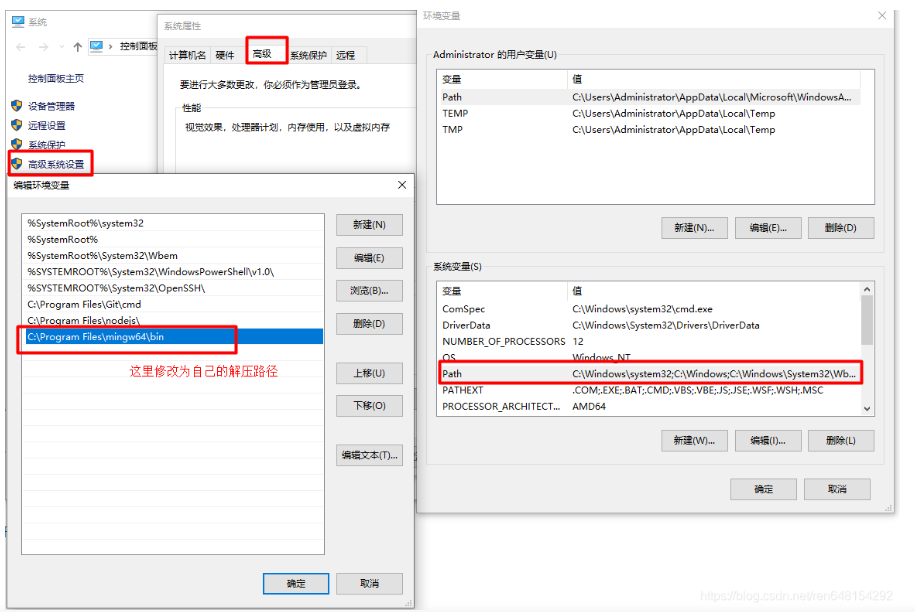 系统
控制面板
控制面板主页
设备管理器
远程设置
系统保护
高级系统设置
系统属性
计算机名
硬件
高级
系统保护
远程
要进行大多数更改，你必须作为管理员登录。
性能
视觉效果，处理器计划，内存使用，以及虚拟内存
编辑环境变量
%SystemRoot%\system32
%SystemRoot%
%SystemRoot%\System32\Wbem
%SYSTEMROOT%\System32\WindowsPowerShell\v1.0\
%SYSTEMROOT%\System32\OpenSSH\
C:\Program Files\Git\cmd
C:\Program Files\nodejs\
C:\Program Files\mingw64\bin
这里修改为自己的解压路径
新建(N)
编辑(E)
浏览(B)...
删除(D)
上移(U)
下移(O)
编辑文本(T)...
确定
取消
环境变量
Administrator 的用户变量(U)
变量 值
Path C:\Users\Administrator\AppData\Local\Microsoft\WindowsA...
TEMP C:\Users\Administrator\AppData\Local\Temp
TMP C:\Users\Administrator\AppData\Local\Temp
新建(N)... 编辑(E)... 删除(D)
系统变量(S)
变量 值
ComSpec C:\Windows\system32\cmd.exe
DriverData C:\Windows\System32\Drivers\DriverData
NUMBER_OF_PROCESSORS 12
OS Windows_NT
Path C:\Windows\system32;C:\Windows;C:\Windows\System32\Wb...
PATHEXT .COM;.EXE;.BAT;.CMD;.VBS;.VBE;.JS;.JSE;.WSF;.WSH;.MSC
PROCESSOR_ARCHITECT... AMD64
新建(W)... 编辑(I)... 删除(L)
确定 取消
https://blog.csdn.net/ren648154292